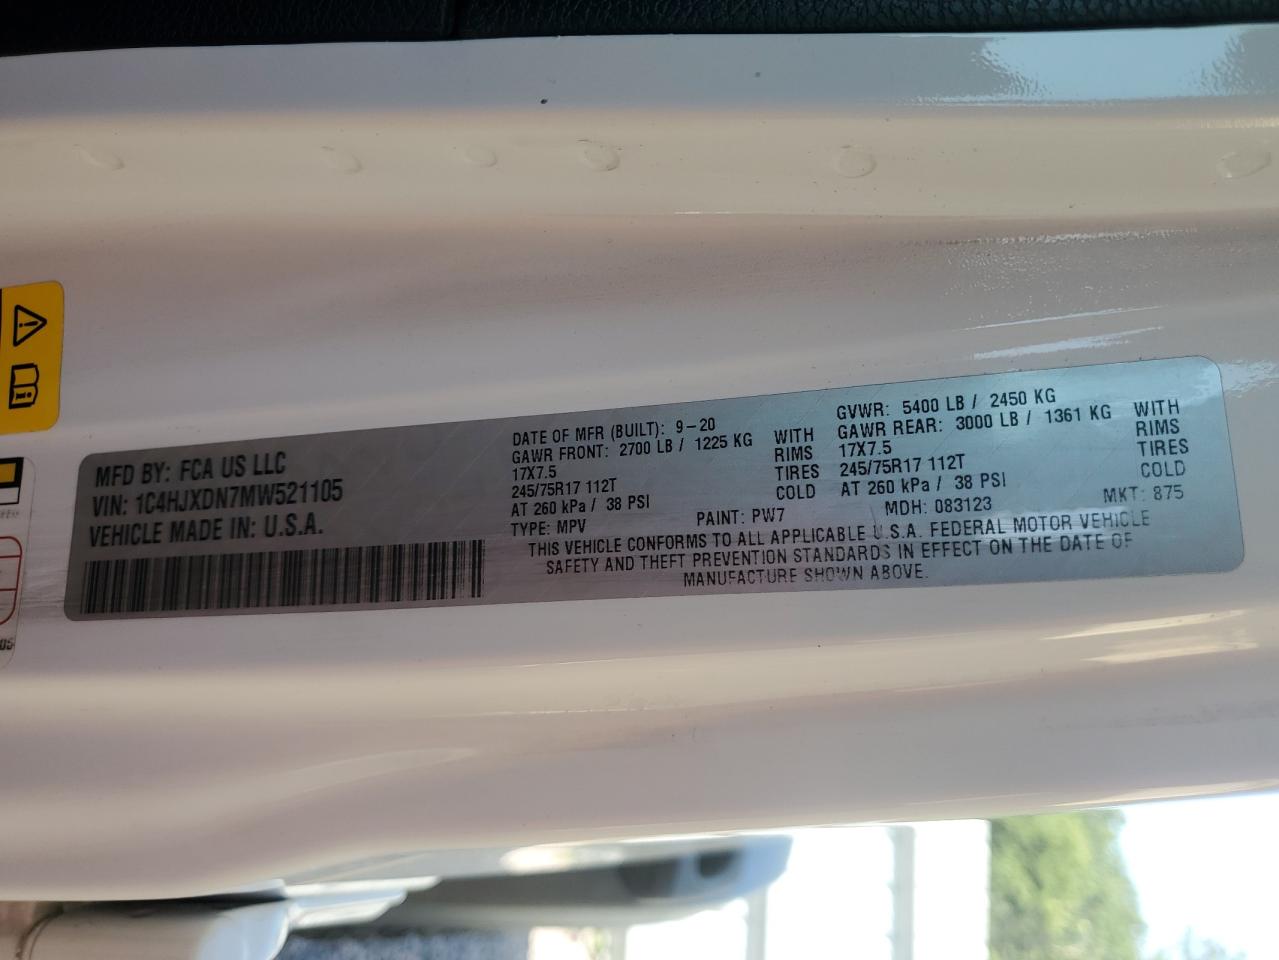 MFD BY: FCA US LLC
VIN: 1C4HJXDN7MW521105
VEHICLE MADE IN: U.S.A.
DATE OF MFR (BUILT): 9-20
GAWR FRONT: 2700 LB / 1225 KG WITH
17X7.5 RIMS
245/75R17 112T TIRES
AT 260 kPa / 38 PSI COLD
GVWR: 5400 LB / 2450 KG
GAWR REAR: 3000 LB / 1361 KG WITH
17X7.5 RIMS
245/75R17 112T TIRES
AT 260 kPa / 38 PSI COLD
TYPE: MPV PAINT: PW7 MDH: 083123 MKT: 875
THIS VEHICLE CONFORMS TO ALL APPLICABLE U.S.A. FEDERAL MOTOR VEHICLE
SAFETY AND THEFT PREVENTION STANDARDS IN EFFECT ON THE DATE OF
MANUFACTURE SHOWN ABOVE.